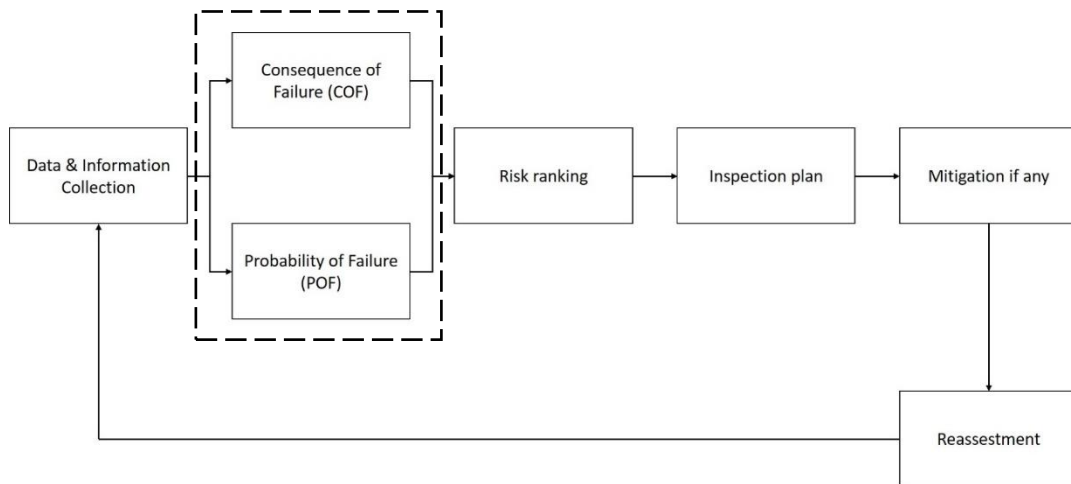 Consequence of
Failure (COF)
Data & Information
Collection
Risk ranking
Inspection plan
Mitigation if any
Probability of Failure
(POF)
Reassestment